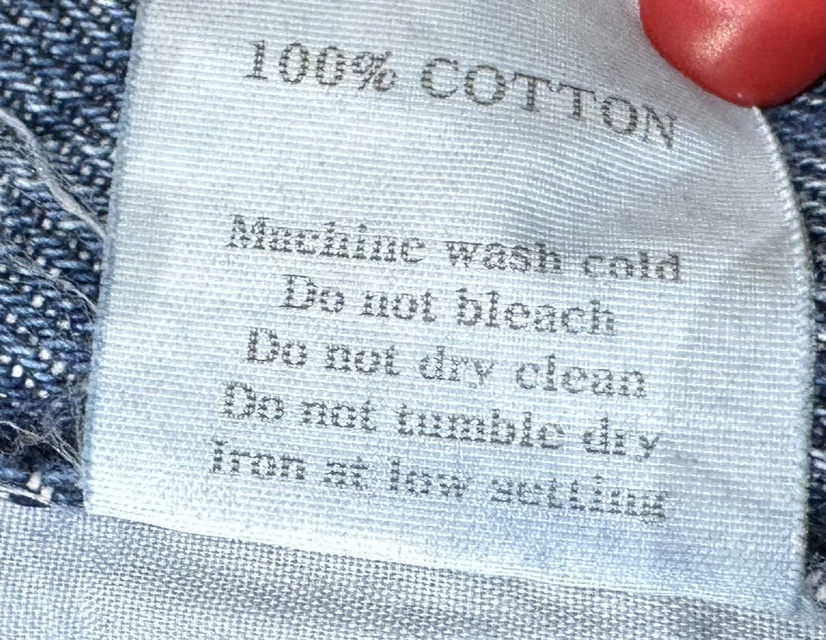 100% COTTON
Machine wash cold
Do not bleach
Do not dry clean
Do not tumble dry
Iron at low setting